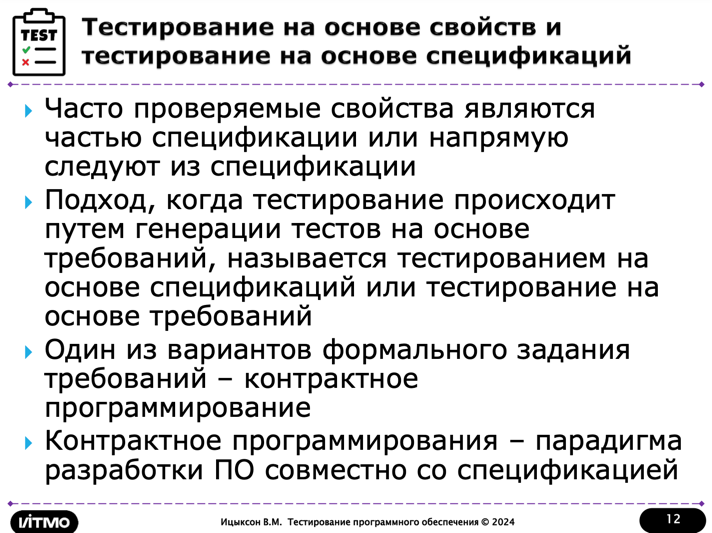 TEST
Тестирование на основе свойств и
тестирование на основе спецификаций
Часто проверяемые свойства являются
частью спецификации или напрямую
следуют из спецификации
Подход, когда тестирование происходит
путем генерации тестов на основе
требований, называется тестированием на
основе спецификаций или тестирование на
основе требований
Один из вариантов формального задания
требований – контрактное
программирование
Контрактное программирования – парадигма
разработки ПО совместно со спецификацией
ИТМО
Ицыксон В.М. Тестирование программного обеспечения © 2024
12